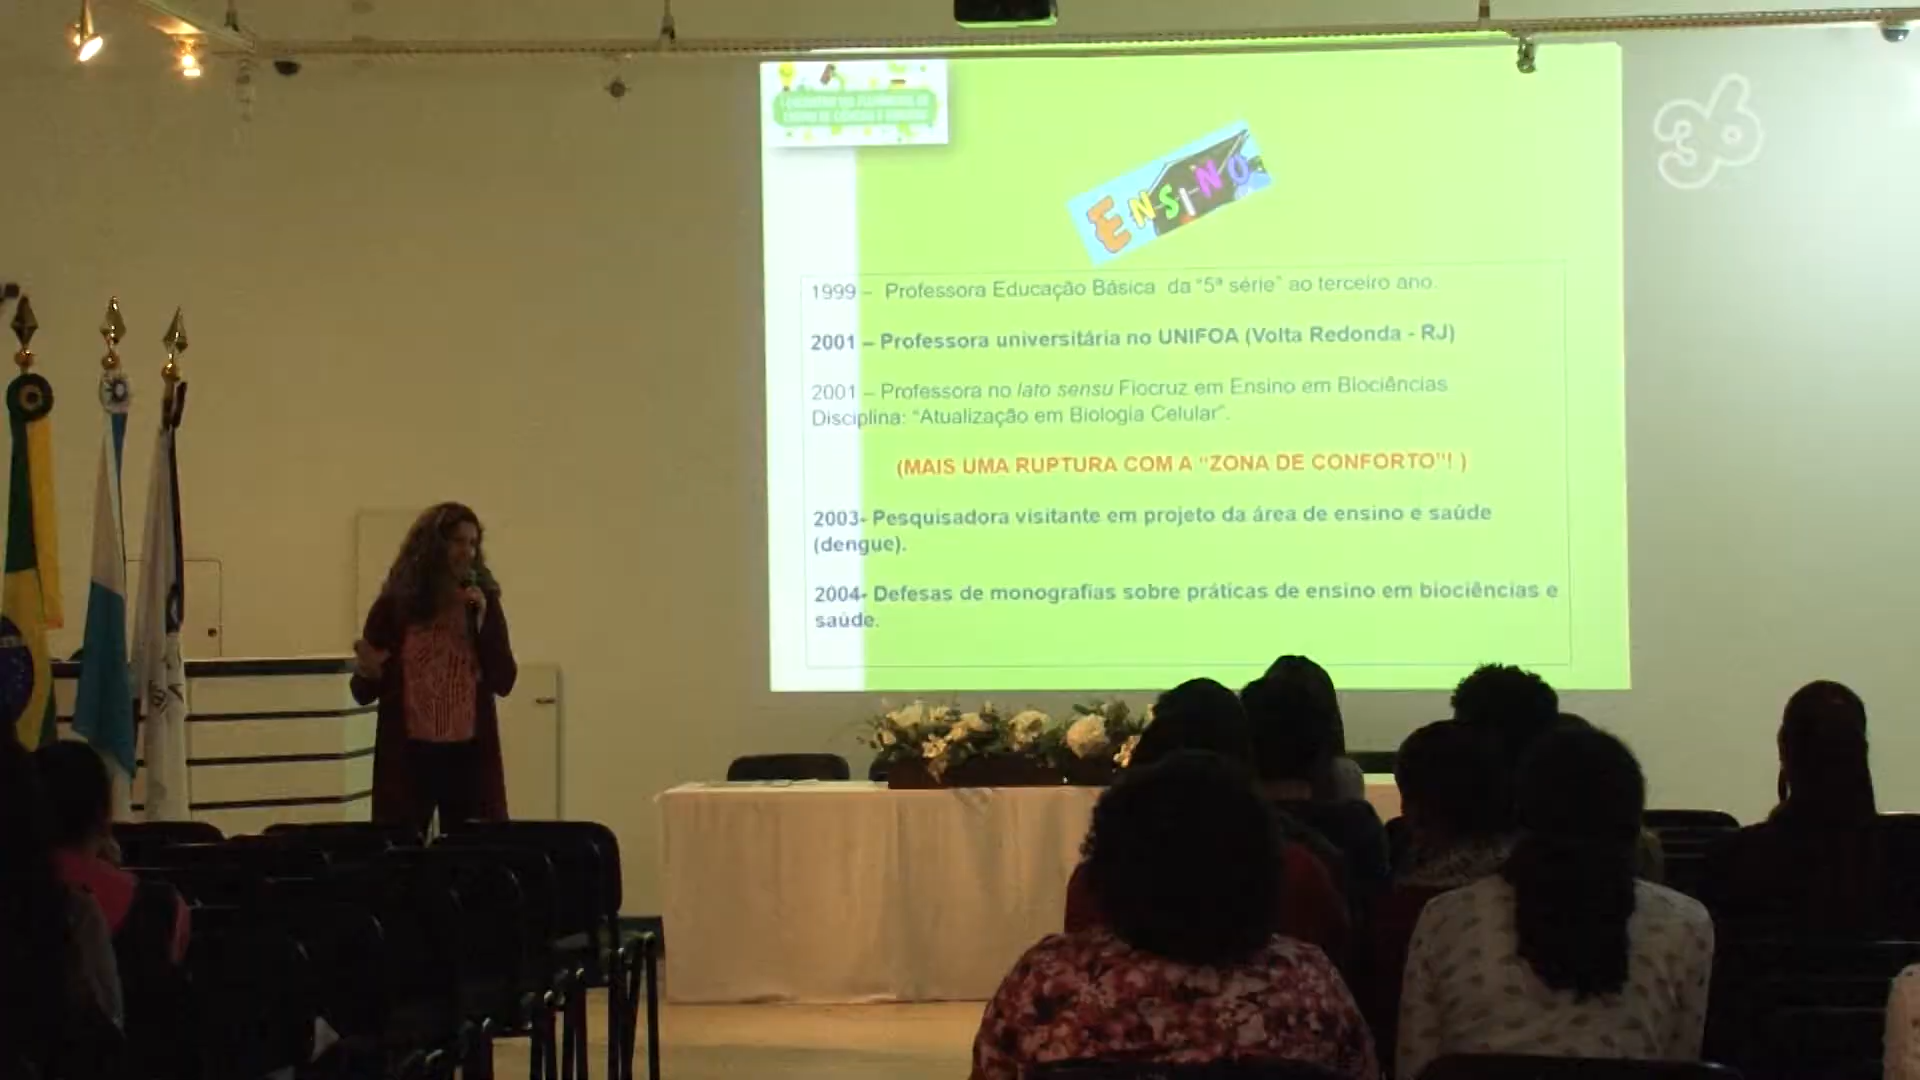 36
ENSINO
1999 – Professora Educação Básica da "5ª série" ao terceiro ano.
2001 – Professora universitária no UNIFOA (Volta Redonda - RJ)
2001 – Professora no lato sensu Fiocruz em Ensino em Biociências
Disciplina: "Atualização em Biologia Celular".
(MAIS UMA RUPTURA COM A "ZONA DE CONFORTO"! )
2003- Pesquisadora visitante em projeto da área de ensino e saúde
(dengue).
2004- Defesas de monografias sobre práticas de ensino em biociências e
saúde.